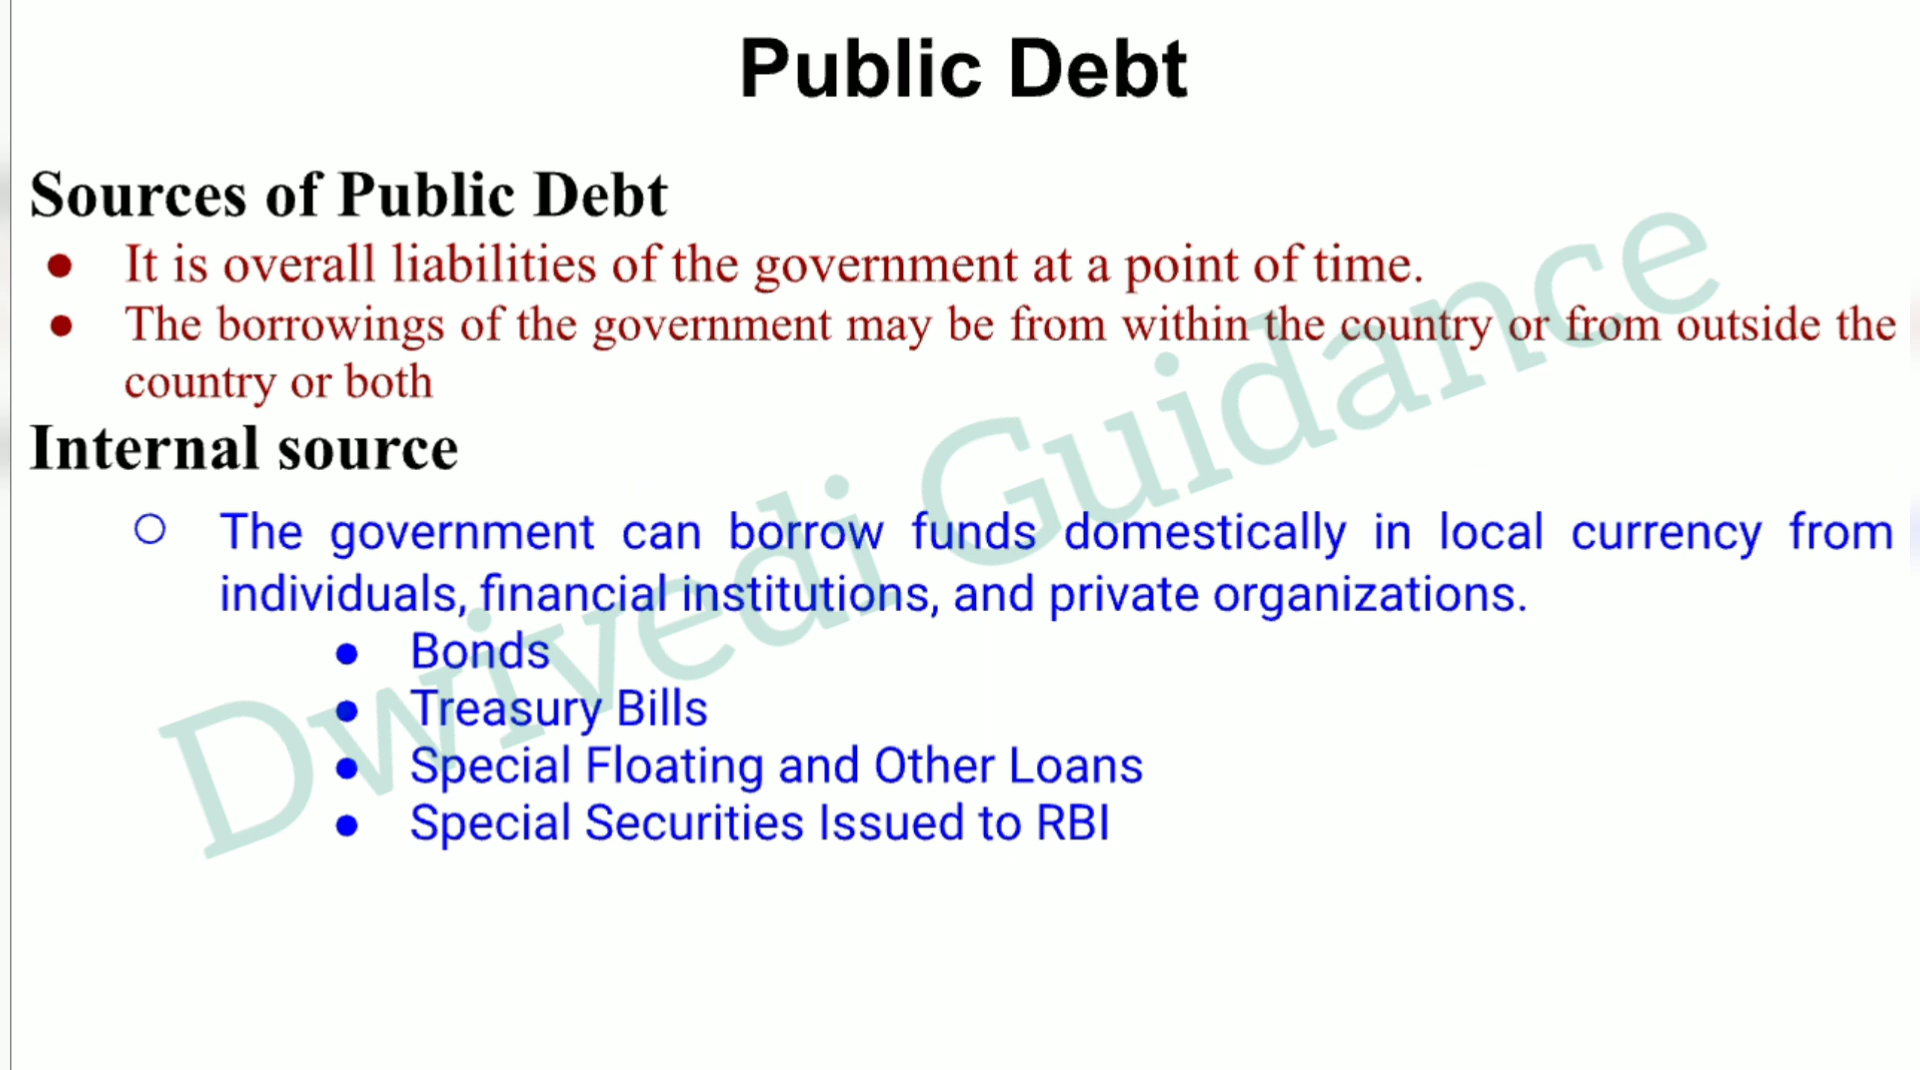 Public Debt
Sources of Public Debt
● It is overall liabilities of the government at a point of time.
● The borrowings of the government may be from within the country or from outside the
country or both
Internal source
○ The government can borrow funds domestically in local currency from
individuals, financial institutions, and private organizations.
● Bonds
● Treasury Bills
● Special Floating and Other Loans
● Special Securities Issued to RBI
Dwivedi Guidance